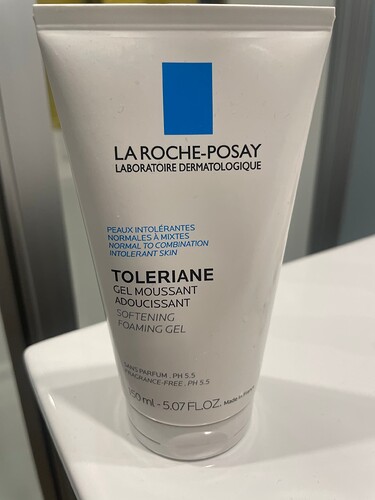 LA ROCHE-POSAY
LABORATOIRE DERMATOLOGIQUE
PEAUX INTOLÉRANTES
NORMALES À MIXTES
NORMAL TO COMBINATION
INTOLERANT SKIN
TOLERIANE
GEL MOUSSANT
ADOUCISSANT
SOFTENING
FOAMING GEL
SANS PARFUM . PH 5.5
FRAGRANCE-FREE . PH 5.5
150 ml - 5.07 FL.OZ. Made in France